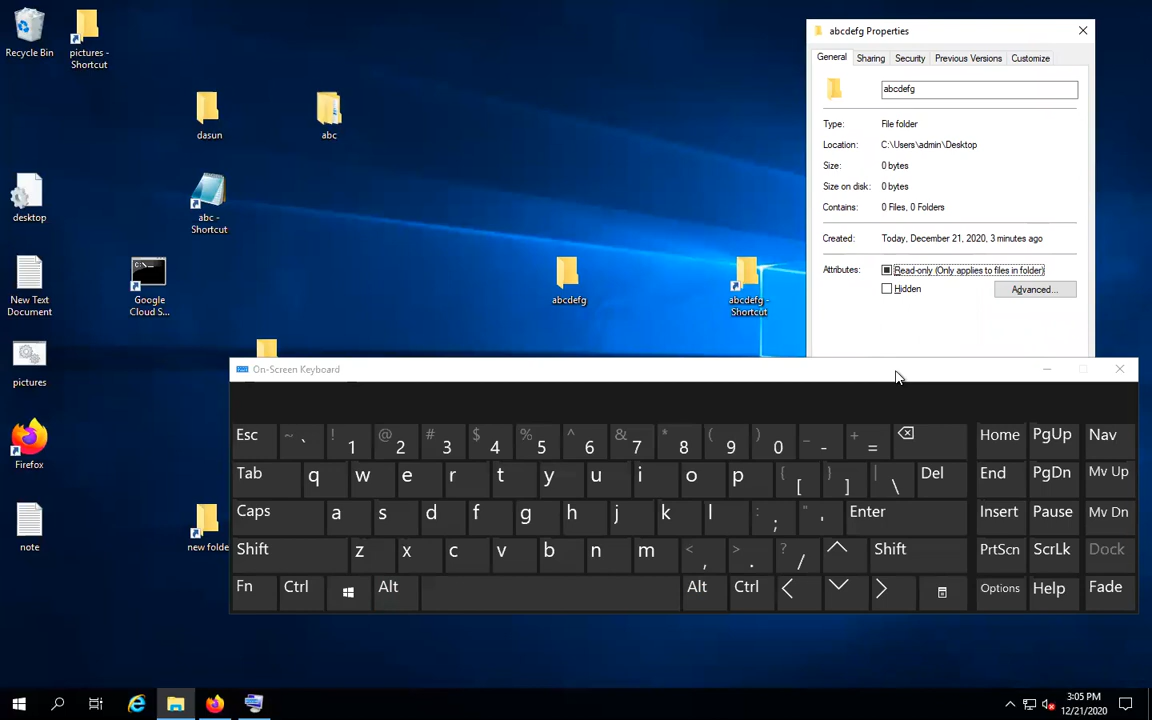 Recycle Bin
pictures -
Shortcut
dasun
abc
desktop
abc -
Shortcut
New Text
Document
Google
Cloud S...
abcdefg
abcdefg -
Shortcut
pictures
Firefox
note
new folde
abcdefg Properties
General Sharing Security Previous Versions Customize
abcdefg
Type: File folder
Location: C:\Users\admin\Desktop
Size: 0 bytes
Size on disk: 0 bytes
Contains: 0 Files, 0 Folders
Created: Today, December 21, 2020, 3 minutes ago
Attributes: Read-only (Only applies to files in folder)
Hidden Advanced...
On-Screen Keyboard
Esc ~ ` ! 1 @ 2 # 3 $ 4 % 5 ^ 6 & 7 * 8 ( 9 ) 0 _ - + = Home PgUp Nav
Tab q w e r t y u i o p { [ } ] | \ Del End PgDn Mv Up
Caps a s d f g h j k l : ; " ' Enter Insert Pause Mv Dn
Shift z x c v b n m < , > . ? / Shift PrtScn ScrLk Dock
Fn Ctrl Alt Alt Ctrl Options Help Fade
3:05 PM
12/21/2020